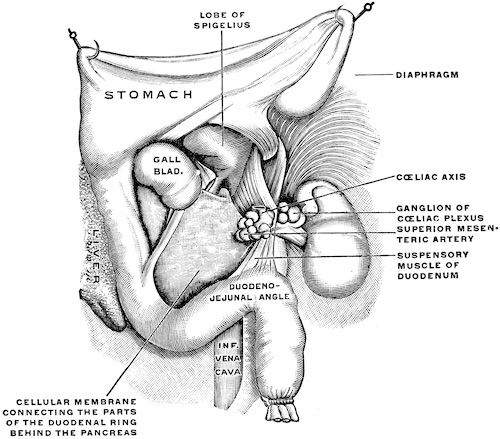 LOBE OF
SPIGELIUS
DIAPHRAGM
STOMACH
GALL
BLAD.
CŒLIAC AXIS
GANGLION OF
CŒLIAC PLEXUS
SUPERIOR MESEN-
TERIC ARTERY
SUSPENSORY
MUSCLE OF
DUODENUM
LIVER
DUODENO-
JEJUNAL ANGLE
INF.
VENA
CAVA
CELLULAR MEMBRANE
CONNECTING THE PARTS
OF THE DUODENAL RING
BEHIND THE PANCREAS